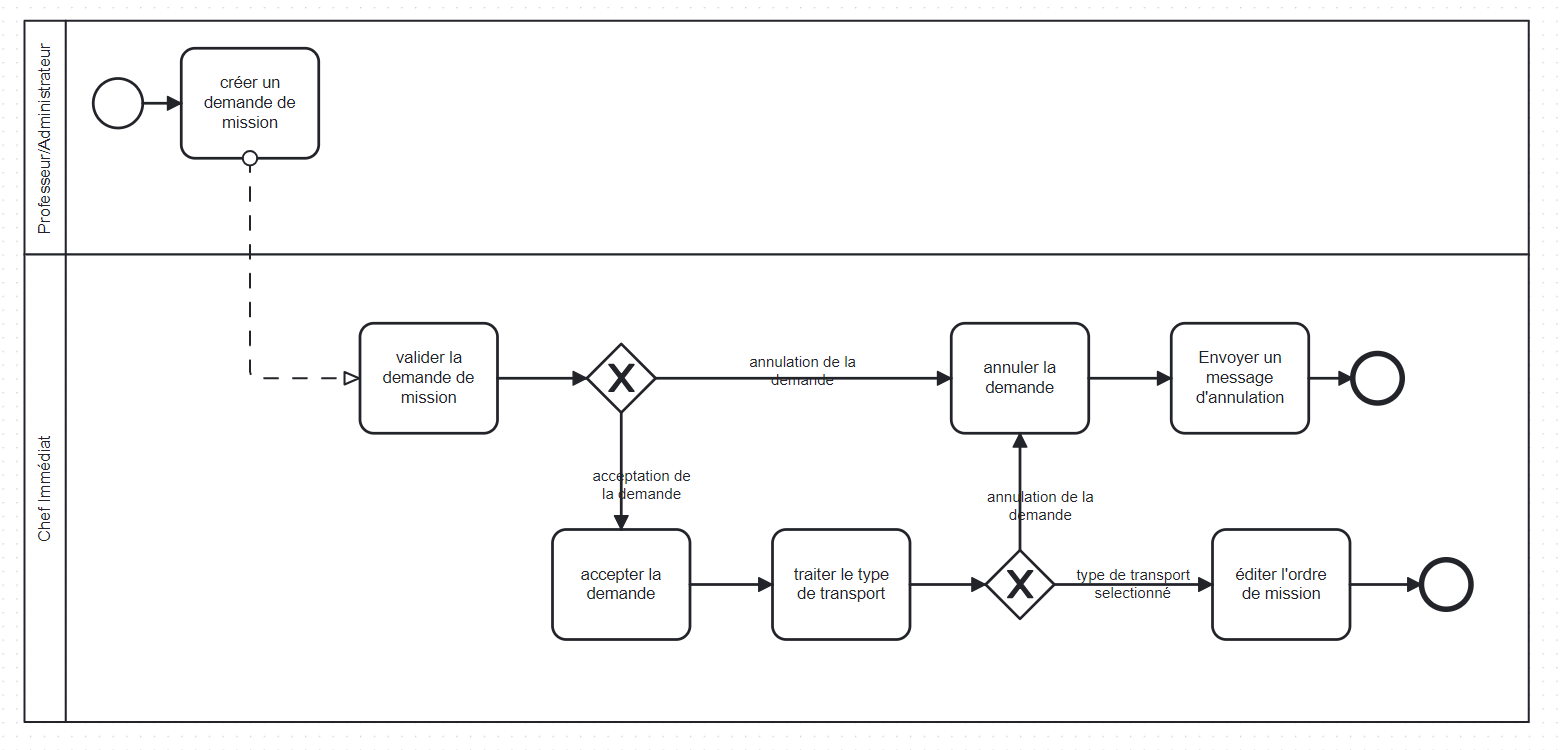 Professeur/Administrateur
créer un
demande de
mission
Chef Immédiat
valider la
demande de
mission
X
annulation de la
demande
annuler la
demande
Envoyer un
message
d'annulation
acceptation de
la demande
accepter la
demande
traiter le type
de transport
X
annulation de la
demande
type de transport
selectionné
éditer l'ordre
de mission